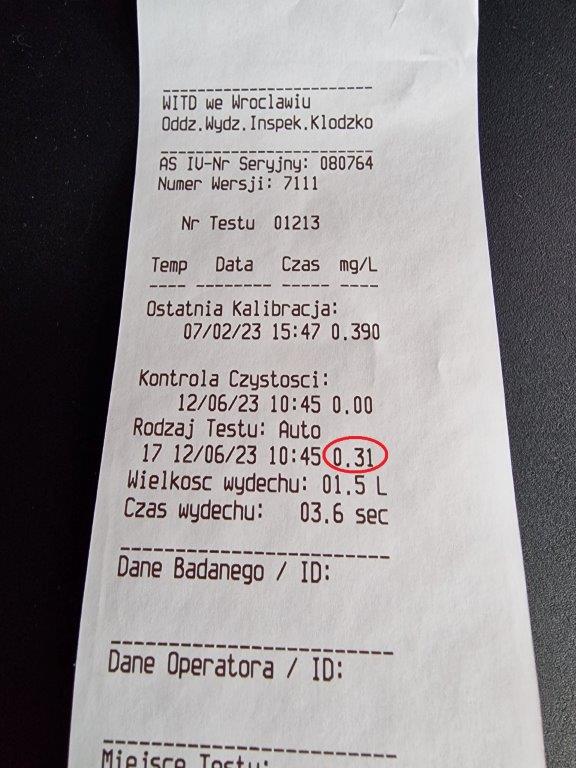 WITD we Wroclawiu
Oddz.Wydz.Inspek.Klodzko
AS IV-Nr Seryjny: 080764
Numer Wersji: 7111
Nr Testu 01213
Temp Data Czas mg/L
Ostatnia Kalibracja:
07/02/23 15:47 0.390
Kontrola Czystosci:
12/06/23 10:45 0.00
Rodzaj Testu: Auto
17 12/06/23 10:45 0.31
Wielkosc wydechu: 01.5 L
Czas wydechu: 03.6 sec
Dane Badanego / ID:
Dane Operatora / ID:
Miejsce Testu: